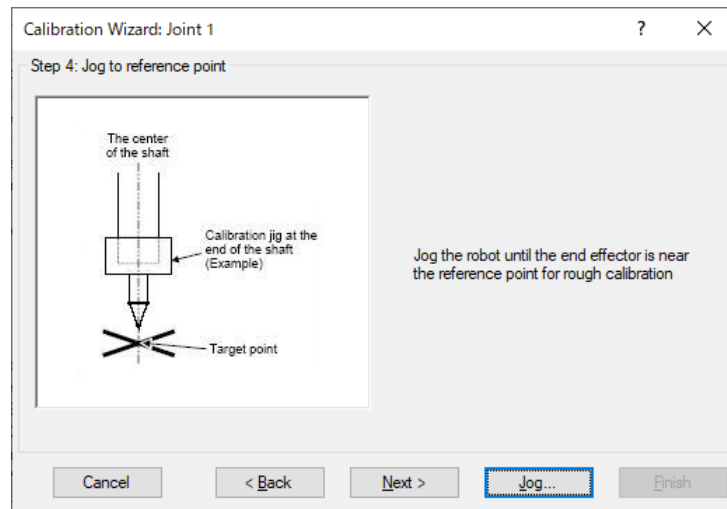 Calibration Wizard: Joint 1
Step 4: Jog to reference point
The center
of the shaft
Calibration jig at the
end of the shaft
(Example)
Target point
Jog the robot until the end effector is near
the reference point for rough calibration
Cancel
< Back
Next >
Jog...
Finish